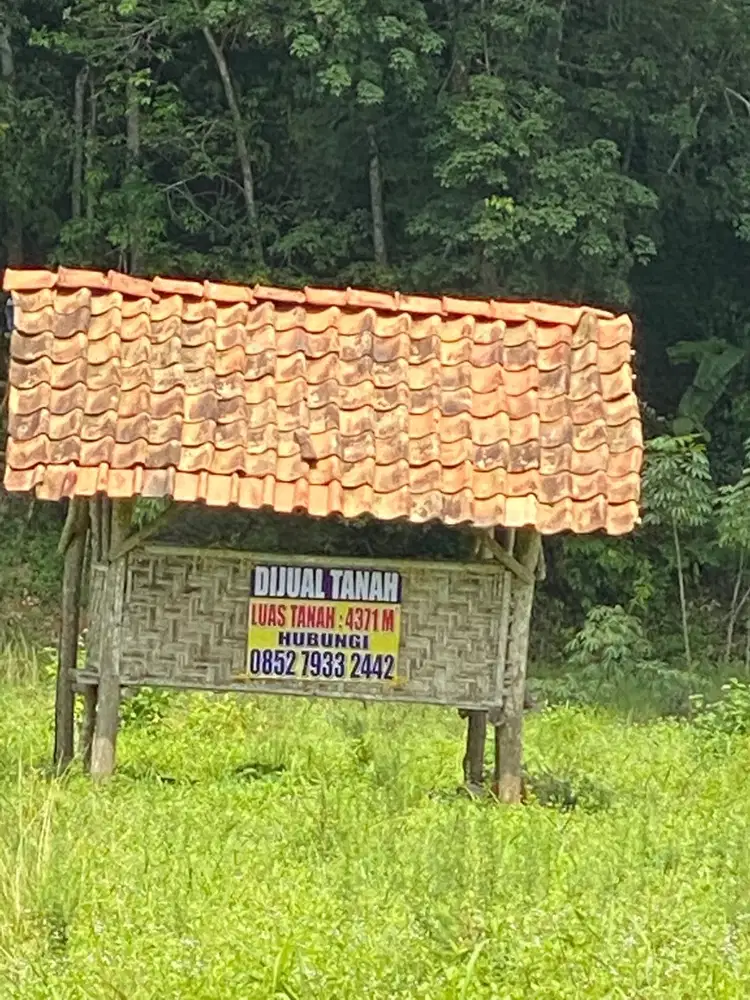 DIJUAL TANAH
LUAS TANAH : 4371 M
HUBUNGI
0852 7933 2442